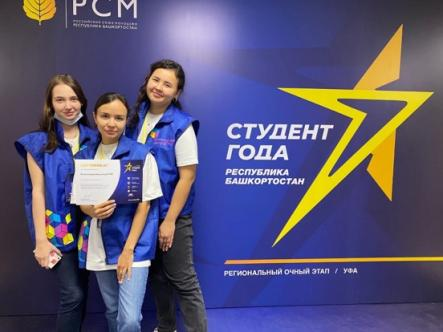 РСМ
РОССИЙСКИЙ СОЮЗ МОЛОДЕЖИ
РЕСПУБЛИКА БАШКОРТОСТАН
СТУДЕНТ
ГОДА
РЕСПУБЛИКА
БАШКОРТОСТАН
РЕГИОНАЛЬНЫЙ ОЧНЫЙ ЭТАП / УФА